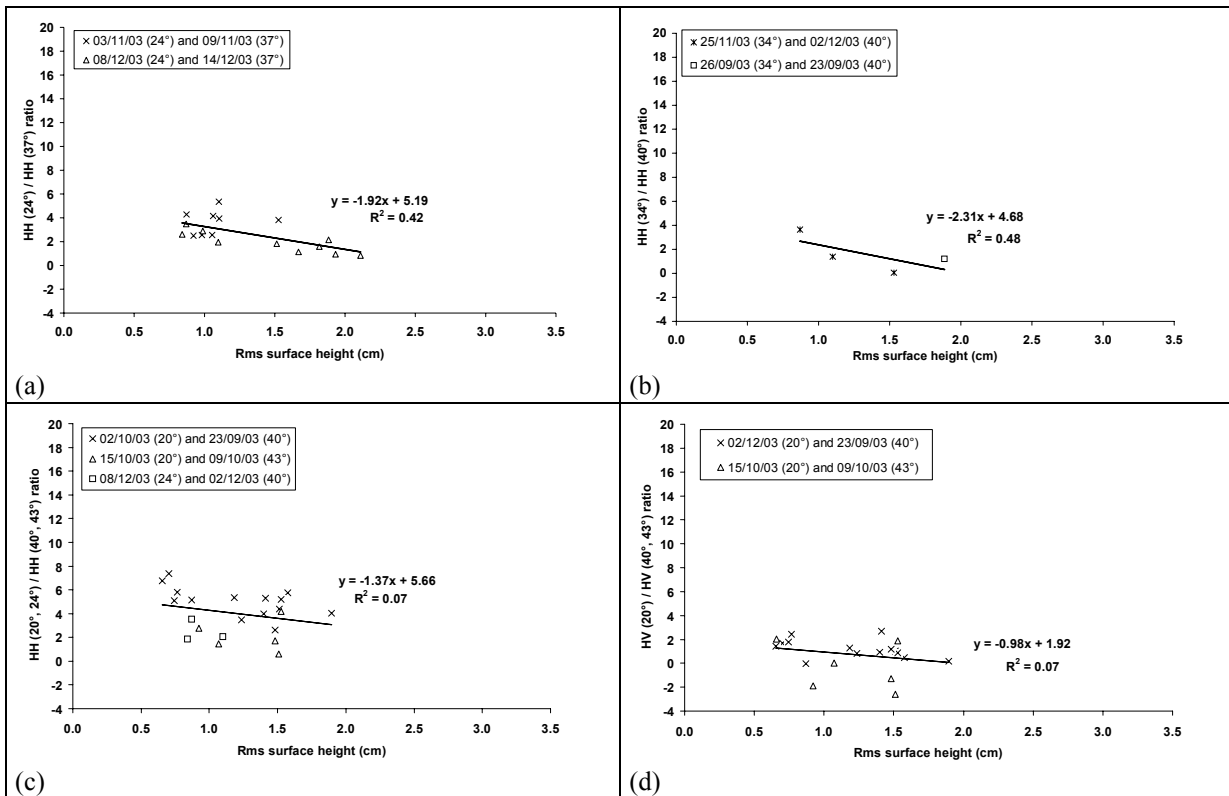 × 03/11/03 (24°) and 09/11/03 (37°)
△ 08/12/03 (24°) and 14/12/03 (37°)
HH (24°) / HH (37°) ratio
20
18
16
14
12
10
8
6
4
2
0
-2
-4
y = -1.92x + 5.19
R² = 0.42
0.0 0.5 1.0 1.5 2.0 2.5 3.0 3.5
Rms surface height (cm)
(a)
25/11/03 (34°) and 02/12/03 (40°)
□ 26/09/03 (34°) and 23/09/03 (40°)
HH (34°) / HH (40°) ratio
20
18
16
14
12
10
8
6
4
2
0
-2
-4
y = -2.31x + 4.68
R² = 0.48
0.0 0.5 1.0 1.5 2.0 2.5 3.0 3.5
Rms surface height (cm)
(b)
× 02/10/03 (20°) and 23/09/03 (40°)
△ 15/10/03 (20°) and 09/10/03 (43°)
□ 08/12/03 (24°) and 02/12/03 (40°)
HH (20°, 24°) / HH (40°, 43°) ratio
20
18
16
14
12
10
8
6
4
2
0
-2
-4
y = -1.37x + 5.66
R² = 0.07
0.0 0.5 1.0 1.5 2.0 2.5 3.0 3.5
Rms surface height (cm)
(c)
× 02/12/03 (20°) and 23/09/03 (40°)
△ 15/10/03 (20°) and 09/10/03 (43°)
HV (20°) / HV (40°, 43°) ratio
20
18
16
14
12
10
8
6
4
2
0
-2
-4
y = -0.98x + 1.92
R² = 0.07
0.0 0.5 1.0 1.5 2.0 2.5 3.0 3.5
Rms surface height (cm)
(d)